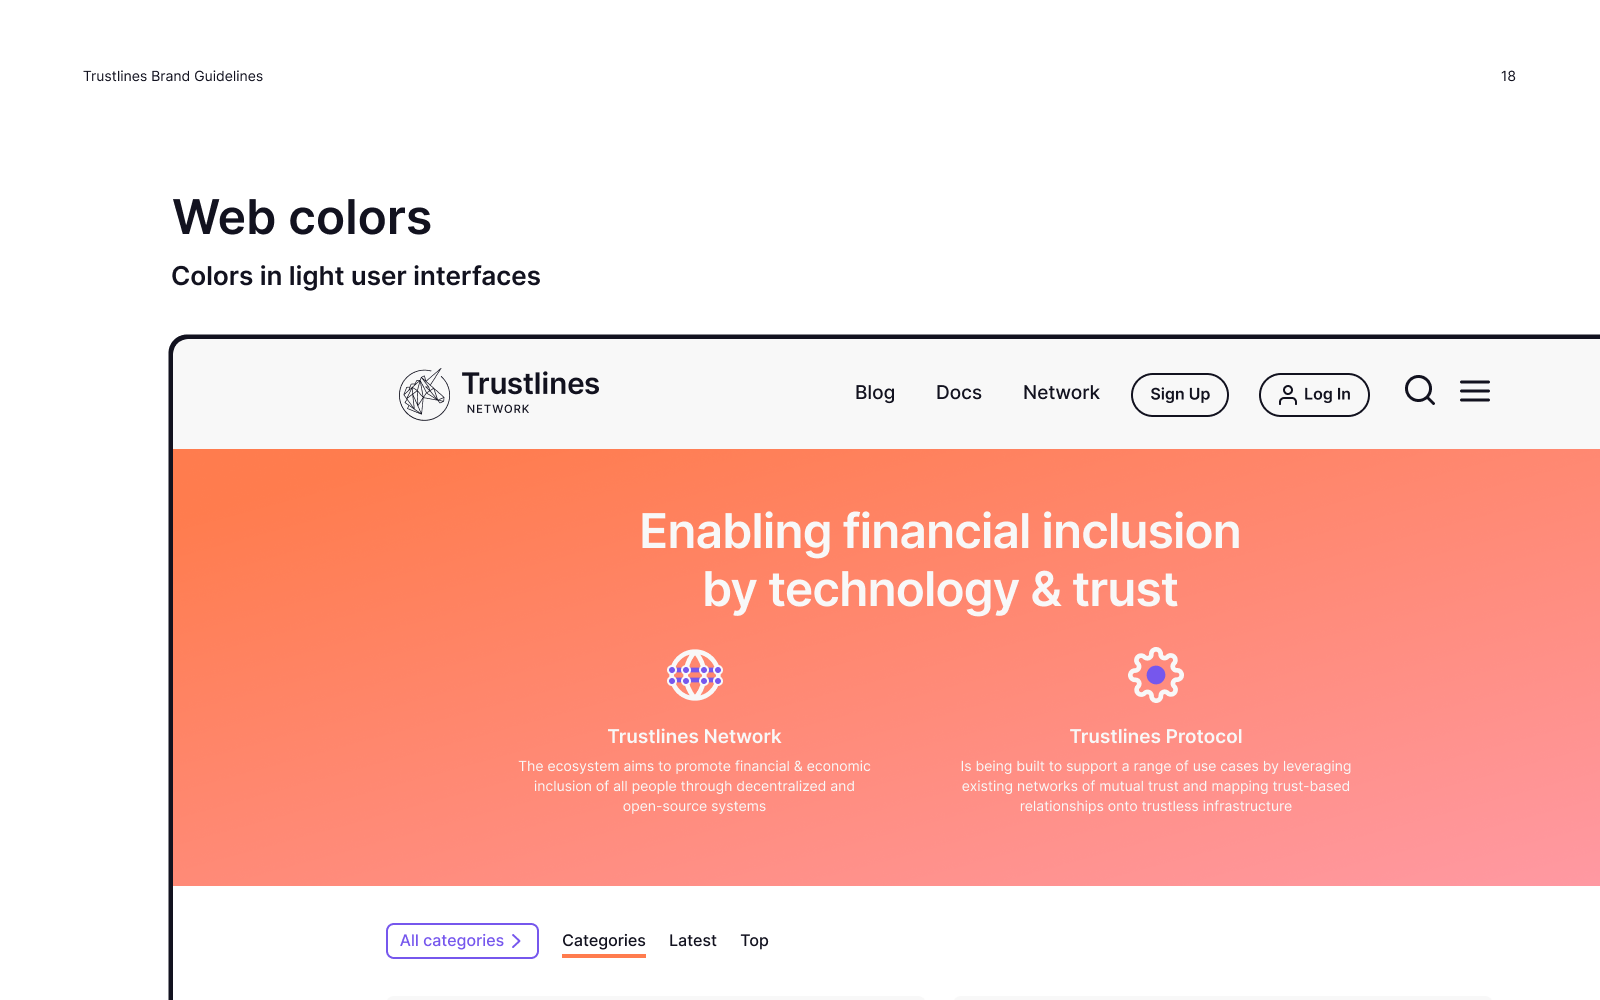 Trustlines Brand Guidelines
18
Web colors
Colors in light user interfaces
Trustlines
NETWORK
Blog
Docs
Network
Sign Up
Log In
Enabling financial inclusion
by technology & trust
Trustlines Network
The ecosystem aims to promote financial & economic
inclusion of all people through decentralized and
open-source systems
Trustlines Protocol
Is being built to support a range of use cases by leveraging
existing networks of mutual trust and mapping trust-based
relationships onto trustless infrastructure
All categories
Categories
Latest
Top